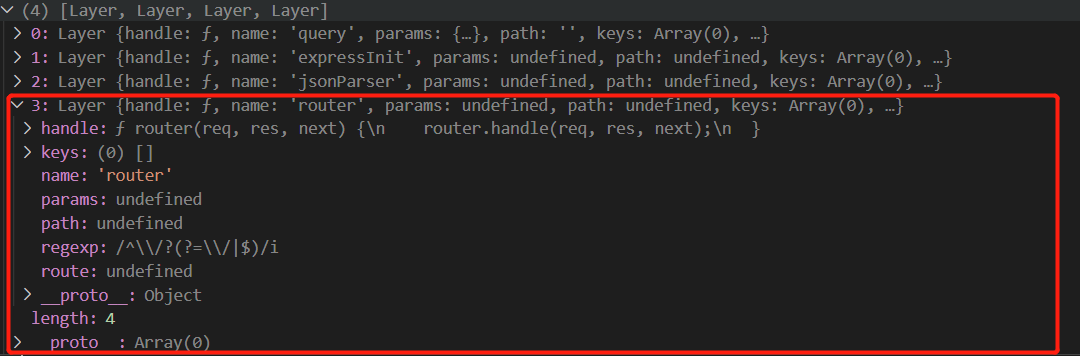 (4) [Layer, Layer, Layer, Layer]
0: Layer {handle: ƒ, name: 'query', params: {…}, path: '', keys: Array(0), …}
1: Layer {handle: ƒ, name: 'expressInit', params: undefined, path: undefined, keys: Array(0), …}
2: Layer {handle: ƒ, name: 'jsonParser', params: undefined, path: undefined, keys: Array(0), …}
3: Layer {handle: ƒ, name: 'router', params: undefined, path: undefined, keys: Array(0), …}
handle: ƒ router(req, res, next) {\n    router.handle(req, res, next);\n  }
keys: (0) []
name: 'router'
params: undefined
path: undefined
regexp: /^\\/?(?=\\/|$)/i
route: undefined
__proto__: Object
length: 4
proto : Array(0)